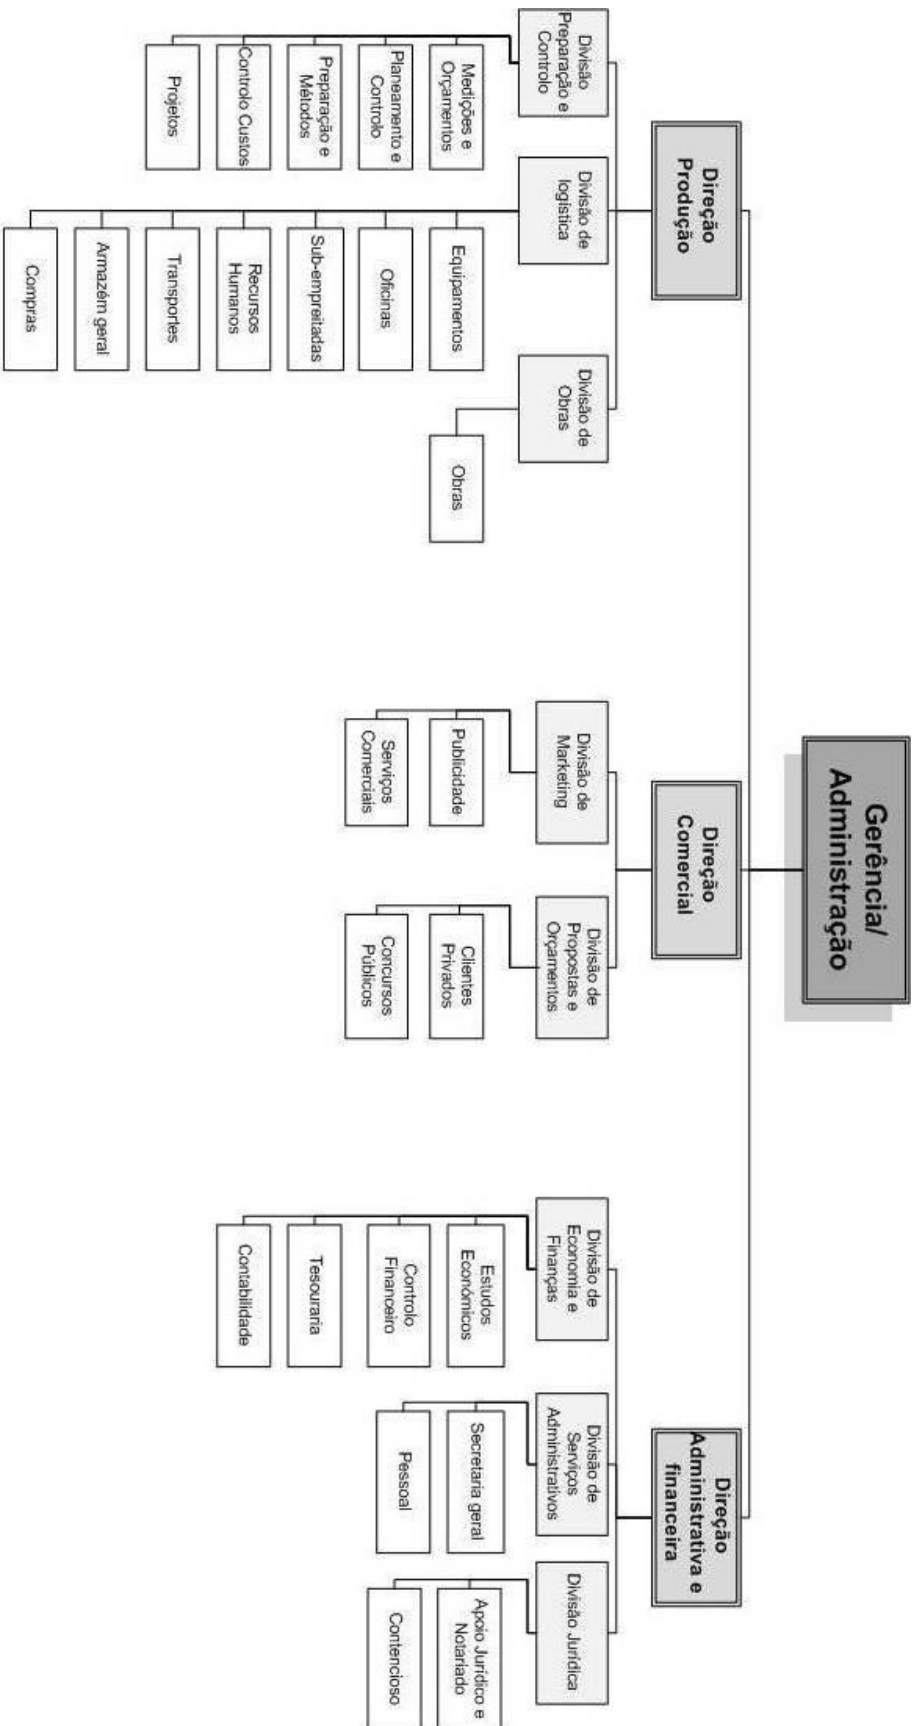 Gerência/
Administração
Direção
Produção
Direção
Comercial
Direção
Administrativa e
financeira
Divisão
Preparação e
Controlo
Divisão de
logística
Divisão de
Obras
Divisão de
Marketing
Divisão de
Propostas e
Orçamentos
Divisão de
Economia e
Finanças
Divisão de
Serviços
Administrativos
Divisão Jurídica
Medições e
Orçamentos
Planeamento e
Controlo
Preparação e
Métodos
Controlo Custos
Projetos
Equipamentos
Oficinas
Sub-empreitadas
Recursos
Humanos
Transportes
Armazém geral
Compras
Obras
Publicidade
Serviços
Comerciais
Clientes
Privados
Concursos
Públicos
Estudos
Económicos
Controlo
Financeiro
Tesouraria
Contabilidade
Secretaria geral
Pessoal
Apoio Jurídico e
Notariado
Contencioso